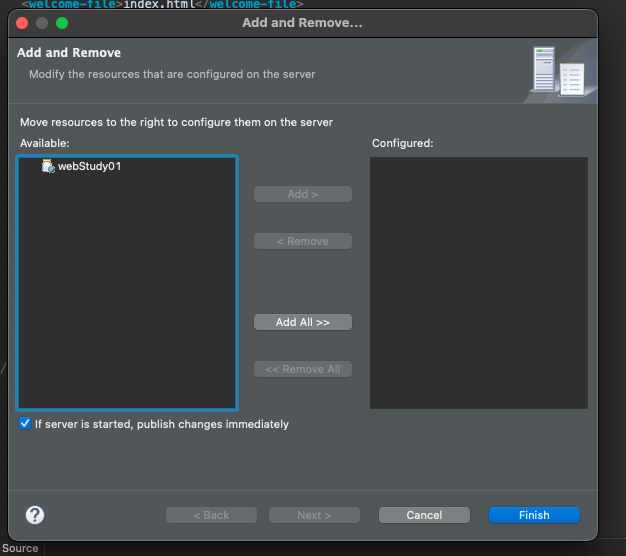 <welcome-file>index.html</welcome-file>
Add and Remove...
Add and Remove
Modify the resources that are configured on the server
Move resources to the right to configure them on the server
Available:
Configured:
webStudy01
Add >
< Remove
Add All >>
<< Remove All
If server is started, publish changes immediately
?
< Back
Next >
Cancel
Finish
Source